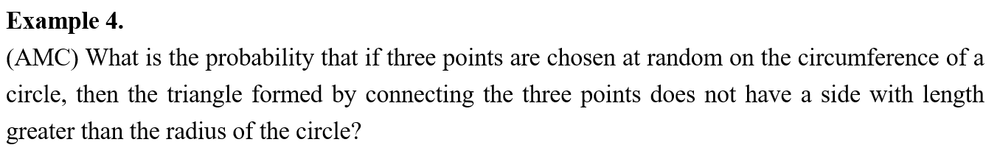 Example 4.
(AMC) What is the probability that if three points are chosen at random on the circumference of a
circle, then the triangle formed by connecting the three points does not have a side with length
greater than the radius of the circle?